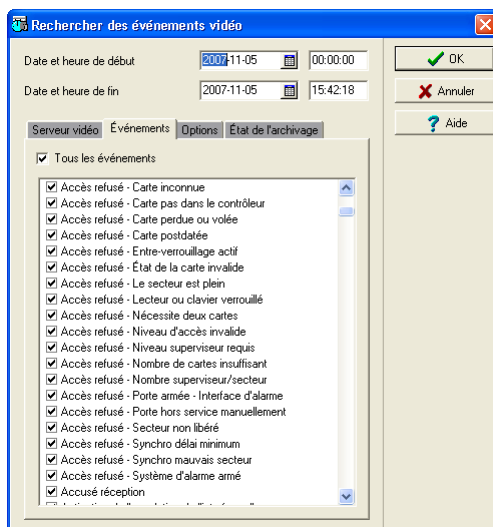 Rechercher des événements vidéo
Date et heure de début 2007-11-05 00:00:00
Date et heure de fin 2007-11-05 15:42:18
OK
Annuler
Aide
Serveur vidéo Événements Options État de l'archivage
Tous les événements
Accès refusé - Carte inconnue
Accès refusé - Carte pas dans le contrôleur
Accès refusé - Carte perdue ou volée
Accès refusé - Carte postdatée
Accès refusé - Entre-verrouillage actif
Accès refusé - État de la carte invalide
Accès refusé - Le secteur est plein
Accès refusé - Lecteur ou clavier verrouillé
Accès refusé - Nécessite deux cartes
Accès refusé - Niveau d'accès invalide
Accès refusé - Niveau superviseur requis
Accès refusé - Nombre de cartes insuffisant
Accès refusé - Nombre superviseur/secteur
Accès refusé - Porte armée - Interface d'alarme
Accès refusé - Porte hors service manuellement
Accès refusé - Secteur non libéré
Accès refusé - Synchro délai minimum
Accès refusé - Synchro mauvais secteur
Accès refusé - Système d'alarme armé
Accusé réception